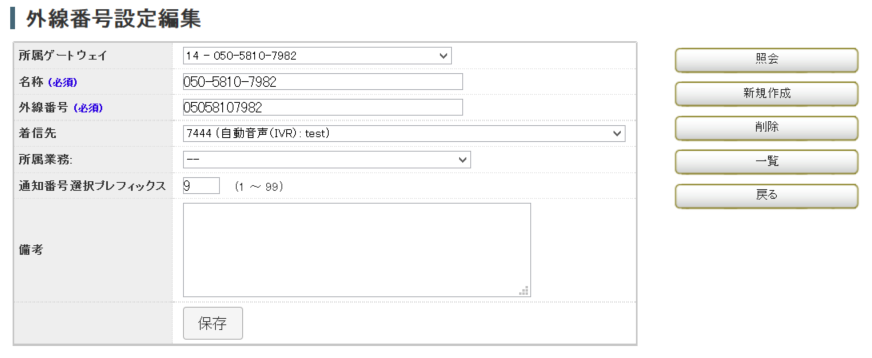 外線番号設定編集
所属ゲートウェイ 14 - 050-5810-7982
名称 (必須) 050-5810-7982
外線番号 (必須) 05058107982
着信先 7444 (自動音声(IVR): test)
所属業務: --
通知番号選択プレフィックス 9 (1 ～ 99)
備考
保存
照会
新規作成
削除
一覧
戻る